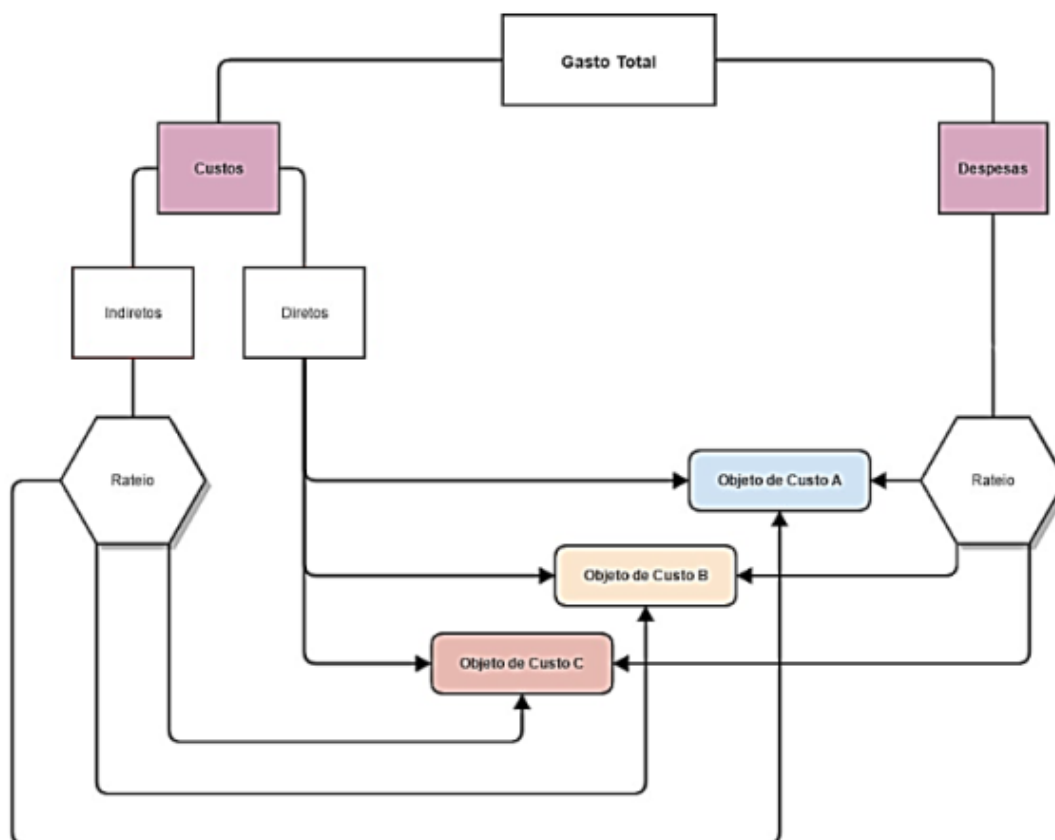 Gasto Total
Custos
Despesas
Indiretos
Diretos
Rateio
Objeto de Custo A
Rateio
Objeto de Custo B
Objeto de Custo C